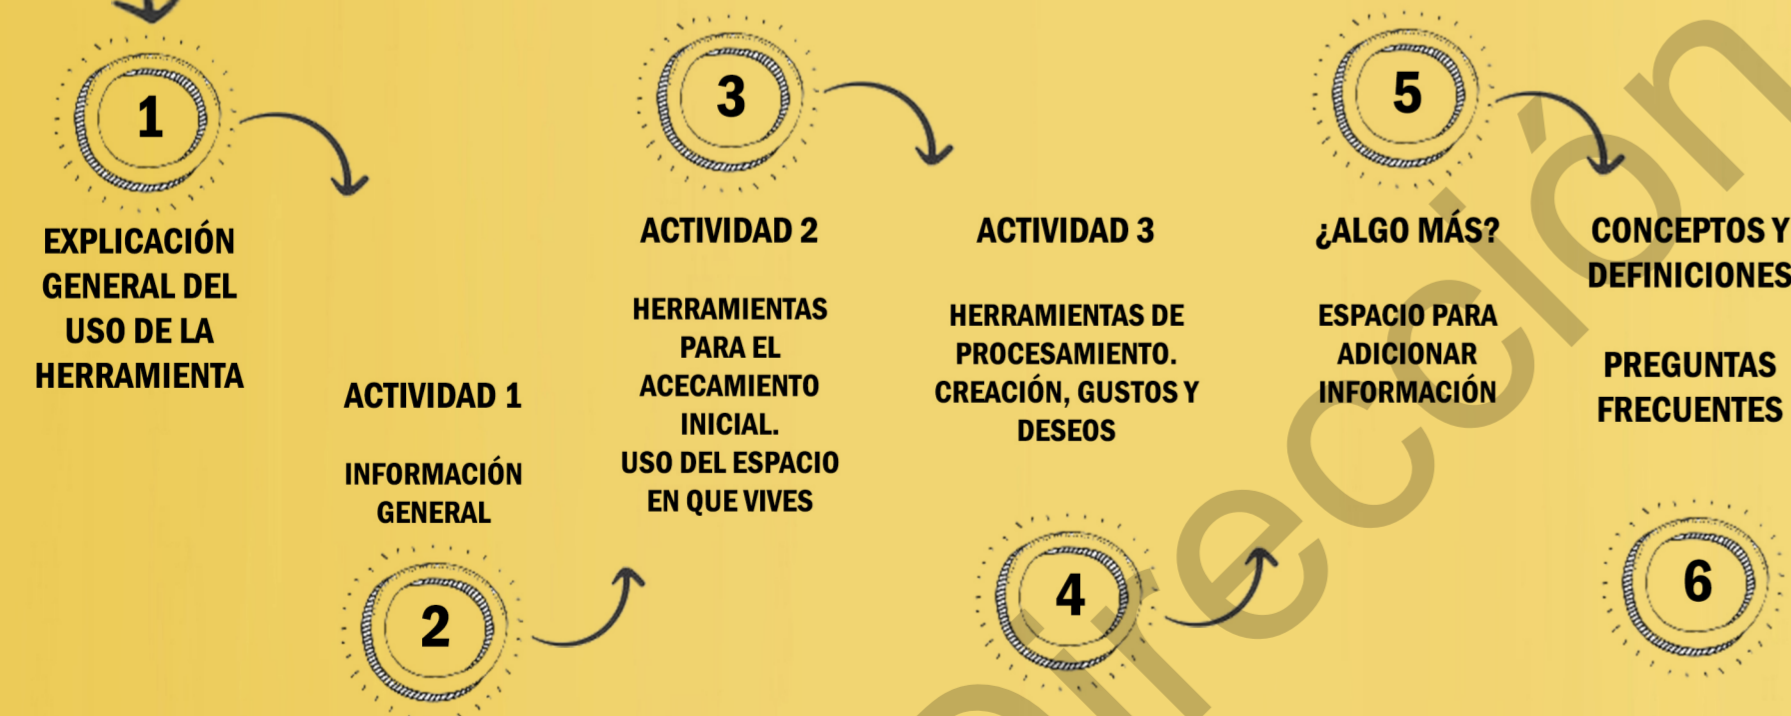 1
EXPLICACIÓN
GENERAL DEL
USO DE LA
HERRAMIENTA
ACTIVIDAD 1
INFORMACIÓN
GENERAL
2
3
ACTIVIDAD 2
HERRAMIENTAS
PARA EL
ACECAMIENTO
INICIAL.
USO DEL ESPACIO
EN QUE VIVES
ACTIVIDAD 3
HERRAMIENTAS DE
PROCESAMIENTO.
CREACIÓN, GUSTOS Y
DESEOS
4
5
¿ALGO MÁS?
ESPACIO PARA
ADICIONAR
INFORMACIÓN
CONCEPTOS Y
DEFINICIONES
PREGUNTAS
FRECUENTES
6
Dirección